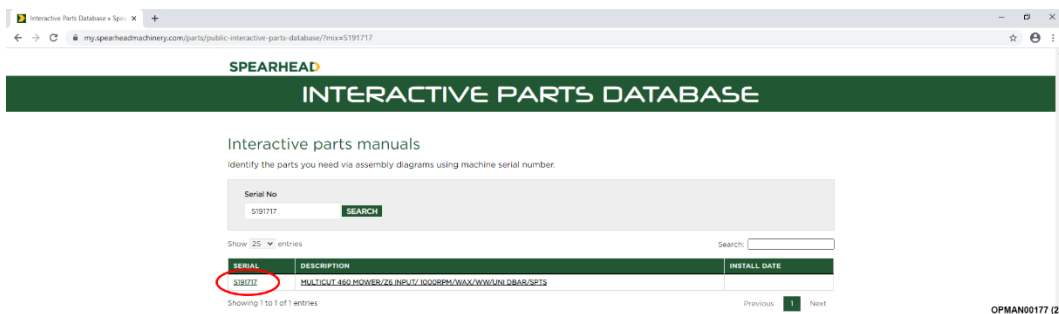 Interactive Parts Database » Spe
my.spearheadmachinery.com/parts/public-interactive-parts-database/?mix=S191717
SPEARHEAD
INTERACTIVE PARTS DATABASE
Interactive parts manuals
Identify the parts you need via assembly diagrams using machine serial number.
Serial No
S191717 SEARCH
Show 25 entries Search:
SERIAL DESCRIPTION INSTALL DATE
S191717 MULTICUT 460 MOWER/Z6 INPUT/ 1000RPM/WAX/WW/UNI DBAR/SPTS
Showing 1 to 1 of 1 entries Previous 1 Next
OPMAN00177 (2